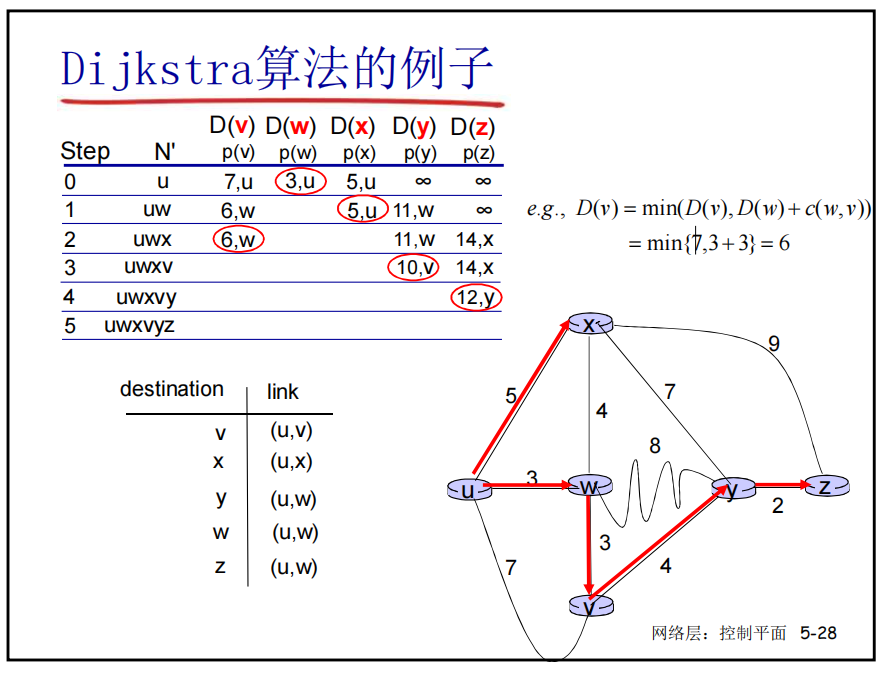 Dijkstra算法的例子
D(v) D(w) D(x) D(y) D(z)
Step N' p(v) p(w) p(x) p(y) p(z)
0 u 7,u 3,u 5,u ∞ ∞
1 uw 6,w 5,u 11,w ∞
2 uwx 6,w 11,w 14,x
3 uwxv 10,v 14,x
4 uwxvy 12,y
5 uwxvyz
e.g., D(v) = min(D(v), D(w) + c(w,v))
= min{7,3+3} = 6
destination link
v (u,v)
x (u,x)
y (u,w)
w (u,w)
z (u,w)
x
9
5
7
4
8
u
3
w
y
z
2
3
7
4
v
网络层：控制平面 5-28